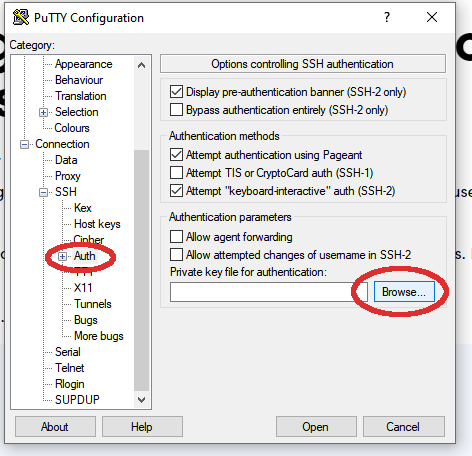 PuTTY Configuration
? ×
Category:
Appearance
Behaviour
Translation
Selection
Colours
Connection
Data
Proxy
SSH
Kex
Host keys
Cipher
Auth
TTY
X11
Tunnels
Bugs
More bugs
Serial
Telnet
Rlogin
SUPDUP
Options controlling SSH authentication
Display pre-authentication banner (SSH-2 only)
Bypass authentication entirely (SSH-2 only)
Authentication methods
Attempt authentication using Pageant
Attempt TIS or CryptoCard auth (SSH-1)
Attempt "keyboard-interactive" auth (SSH-2)
Authentication parameters
Allow agent forwarding
Allow attempted changes of username in SSH-2
Private key file for authentication:
Browse...
About
Help
Open
Cancel